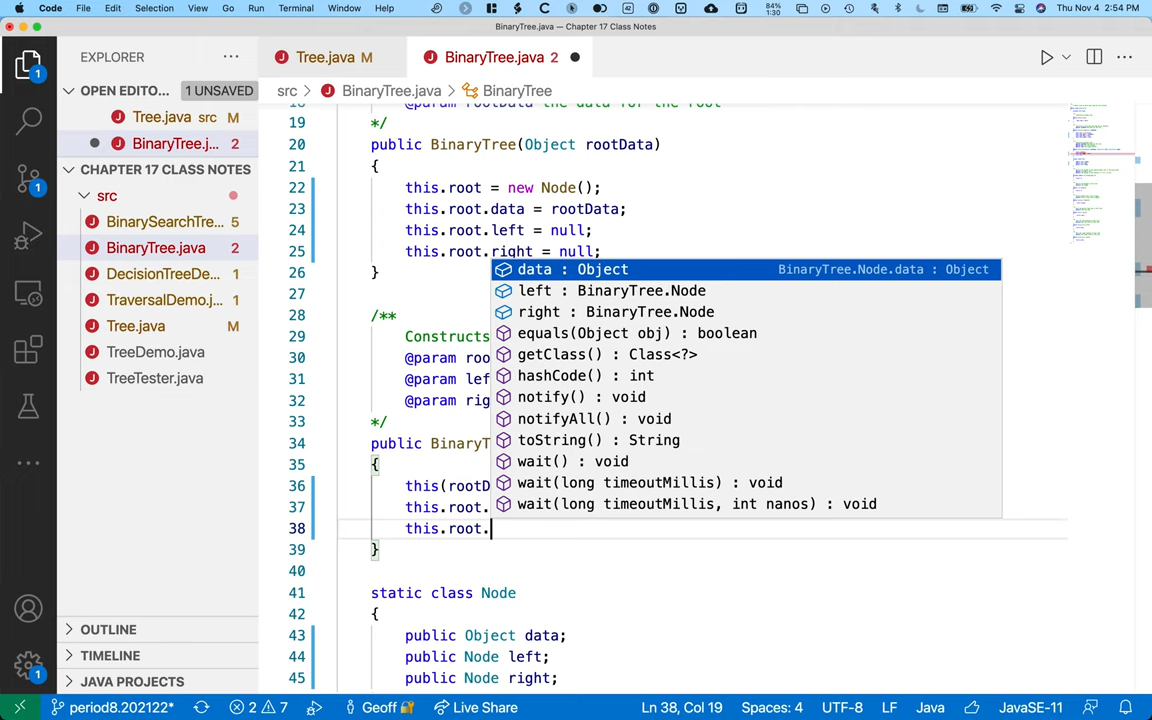 Code File Edit Selection View Go Run Terminal Window Help 84% 1:30 Thu Nov 4 2:54 PM
BinaryTree.java — Chapter 17 Class Notes
EXPLORER
Tree.java M
BinaryTree.java 2
OPEN EDITO... 1 UNSAVED
Tree.java src M
BinaryTree.j... 2
CHAPTER 17 CLASS NOTES
src
BinarySearchTre... 5
BinaryTree.java 2
DecisionTreeDe... 1
TraversalDemo.j... 1
Tree.java M
TreeDemo.java
TreeTester.java
OUTLINE
TIMELINE
JAVA PROJECTS
src > BinaryTree.java > BinaryTree
18 @param rootData the data for the root
19 */
20 public BinaryTree(Object rootData)
21 {
22 this.root = new Node();
23 this.root.data = rootData;
24 this.root.left = null;
25 this.root.right = null;
26 }
27
28 /**
29 Constructs
30 @param roo
31 @param lef
32 @param rig
33 */
34 public BinaryT
35 {
36 this(rootD
37 this.root.
38 this.root.
39 }
40
41 static class Node
42 {
43 public Object data;
44 public Node left;
45 public Node right;
data : Object BinaryTree.Node.data : Object
left : BinaryTree.Node
right : BinaryTree.Node
equals(Object obj) : boolean
getClass() : Class<?>
hashCode() : int
notify() : void
notifyAll() : void
toString() : String
wait() : void
wait(long timeoutMillis) : void
wait(long timeoutMillis, int nanos) : void
1
1
1
period8.202122* 2 7 Geoff Live Share Ln 38, Col 19 Spaces: 4 UTF-8 LF Java JavaSE-11